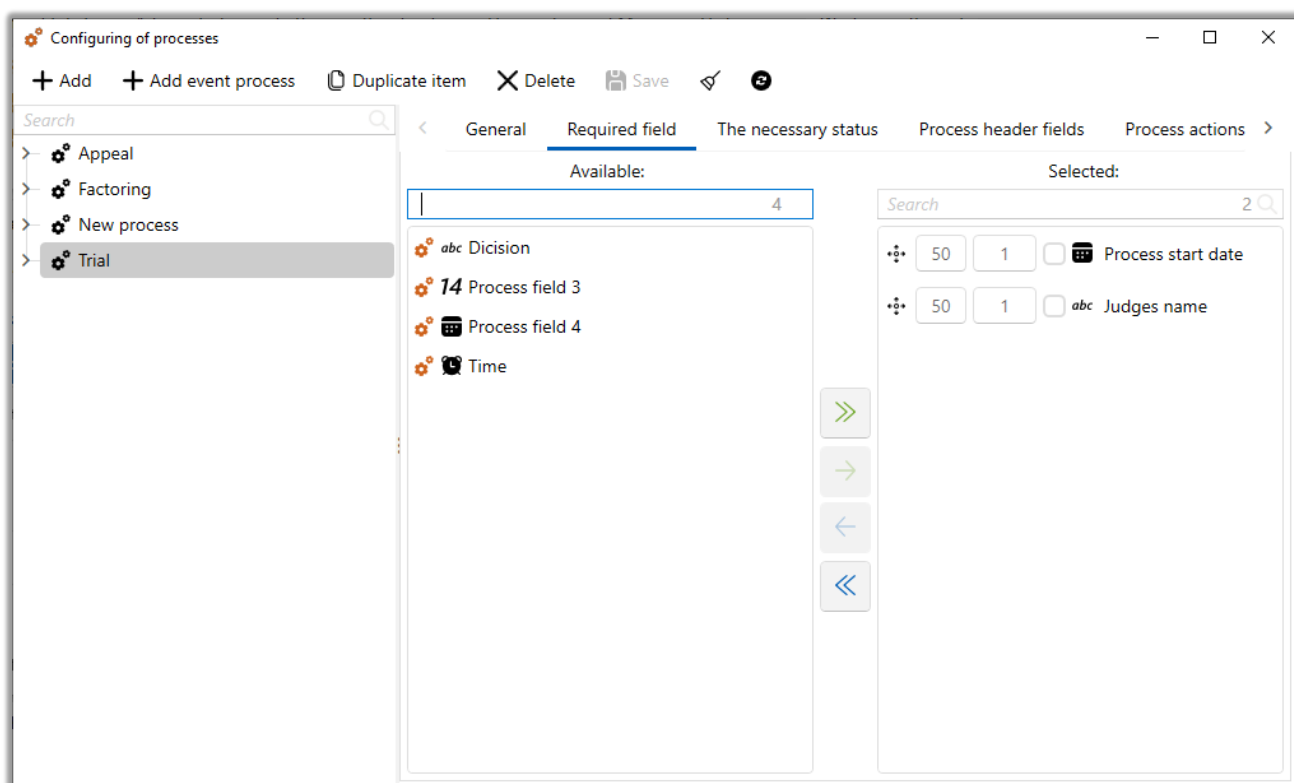 Configuring of processes
Add Add event process Duplicate item Delete Save
Search
General Required field The necessary status Process header fields Process actions
Appeal
Factoring
New process
Trial
Available:
4
abc Dicision
14 Process field 3
Process field 4
Time
Selected:
Search 2
50 1 Process start date
50 1 abc Judges name